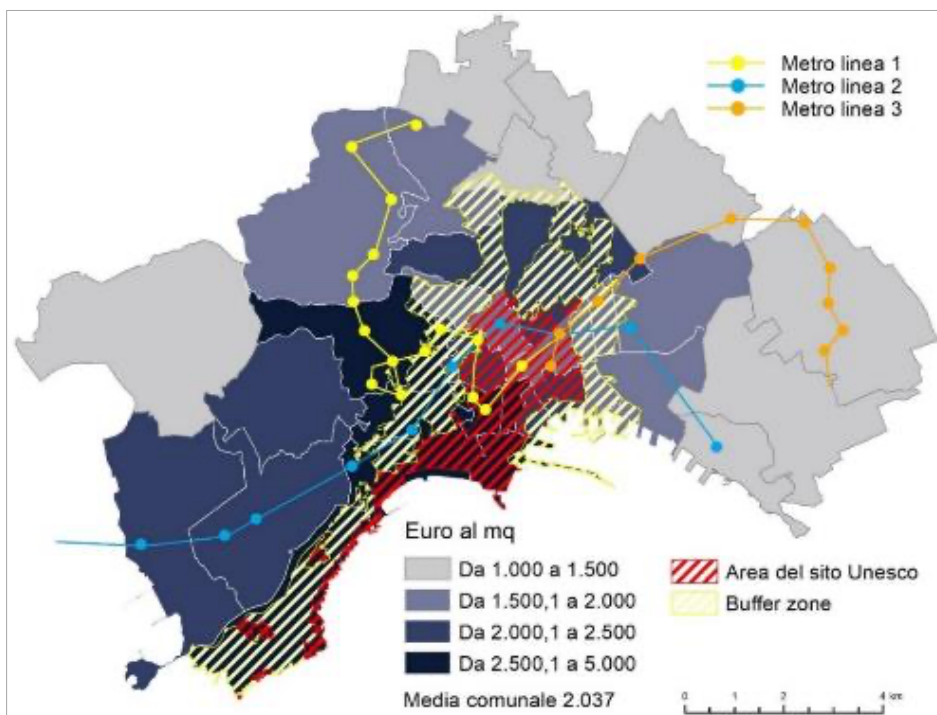 Metro linea 1
Metro linea 2
Metro linea 3
Euro al mq
Da 1.000 a 1.500
Da 1.500,1 a 2.000
Da 2.000,1 a 2.500
Da 2.500,1 a 5.000
Media comunale 2.037
Area del sito Unesco
Buffer zone
0 1 2 4 km